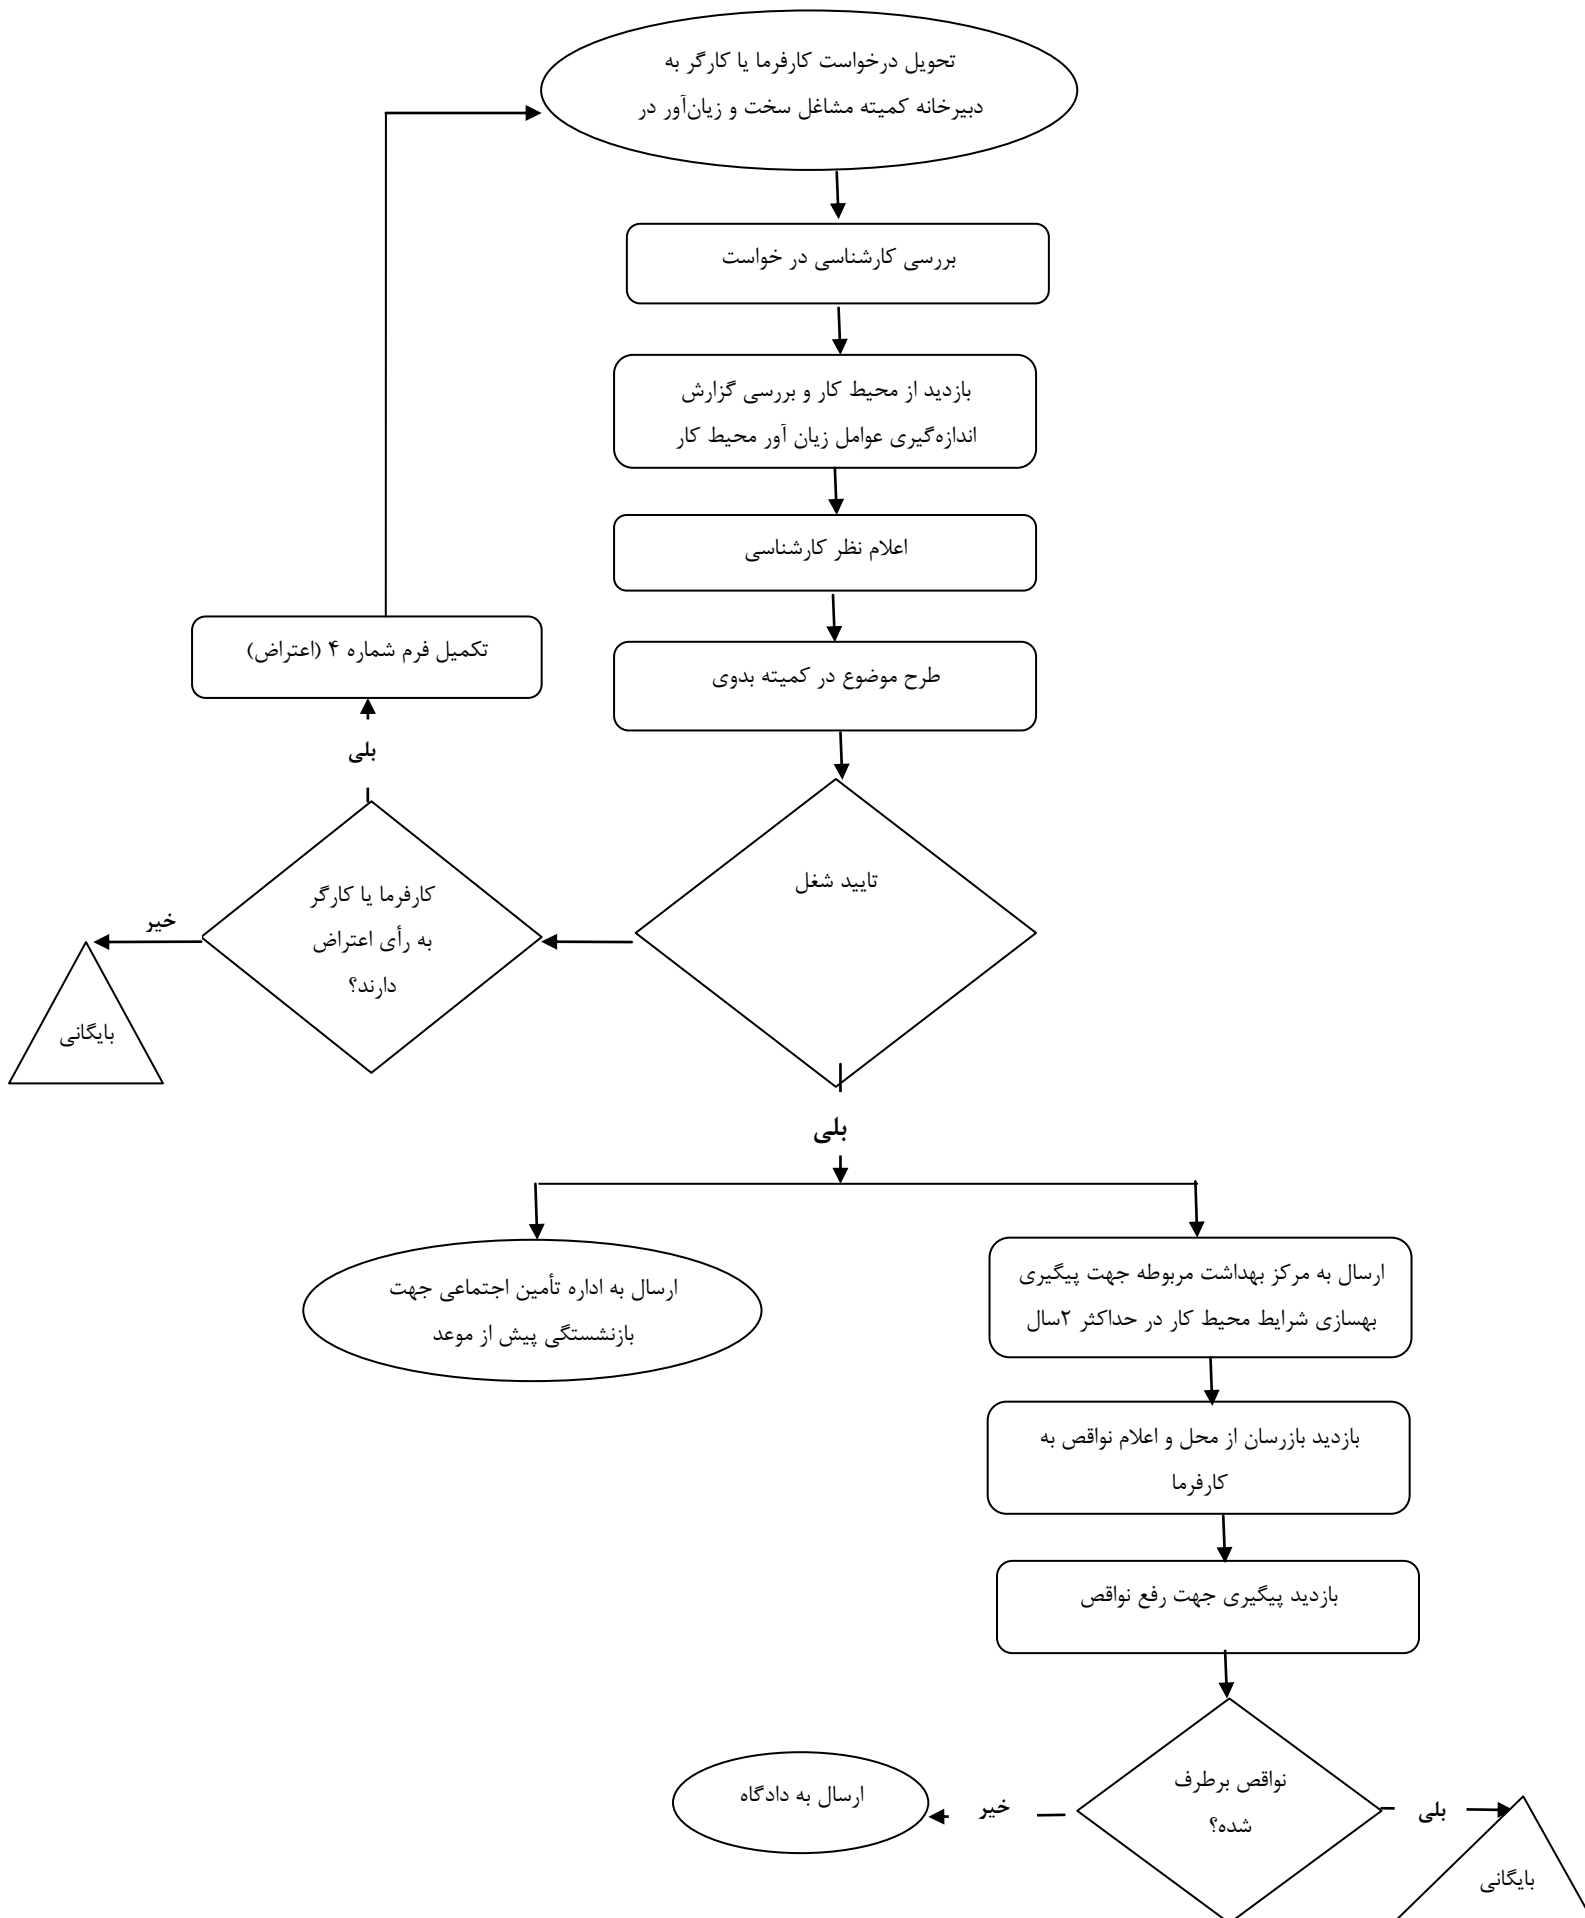 تحویل درخواست کارفرما یا کارگر به
دبیرخانه کمیته مشاغل سخت و زیان‌آور در
بررسی کارشناسی در خواست
بازدید از محیط کار و بررسی گزارش
اندازه‌گیری عوامل زیان آور محیط کار
اعلام نظر کارشناسی
تکمیل فرم شماره ۴ (اعتراض)
طرح موضوع در کمیته بدوی
بلی
تایید شغل
کارفرما یا کارگر
به رأی اعتراض
دارند؟
خیر
بایگانی
بلی
ارسال به مرکز بهداشت مربوطه جهت پیگیری
بهسازی شرایط محیط کار در حداکثر ۲سال
ارسال به اداره تأمین اجتماعی جهت
بازنشستگی پیش از موعد
بازدید بازرسان از محل و اعلام نواقص به
کارفرما
بازدید پیگیری جهت رفع نواقص
نواقص برطرف
شده؟
بلی
بایگانی
خیر
ارسال به دادگاه